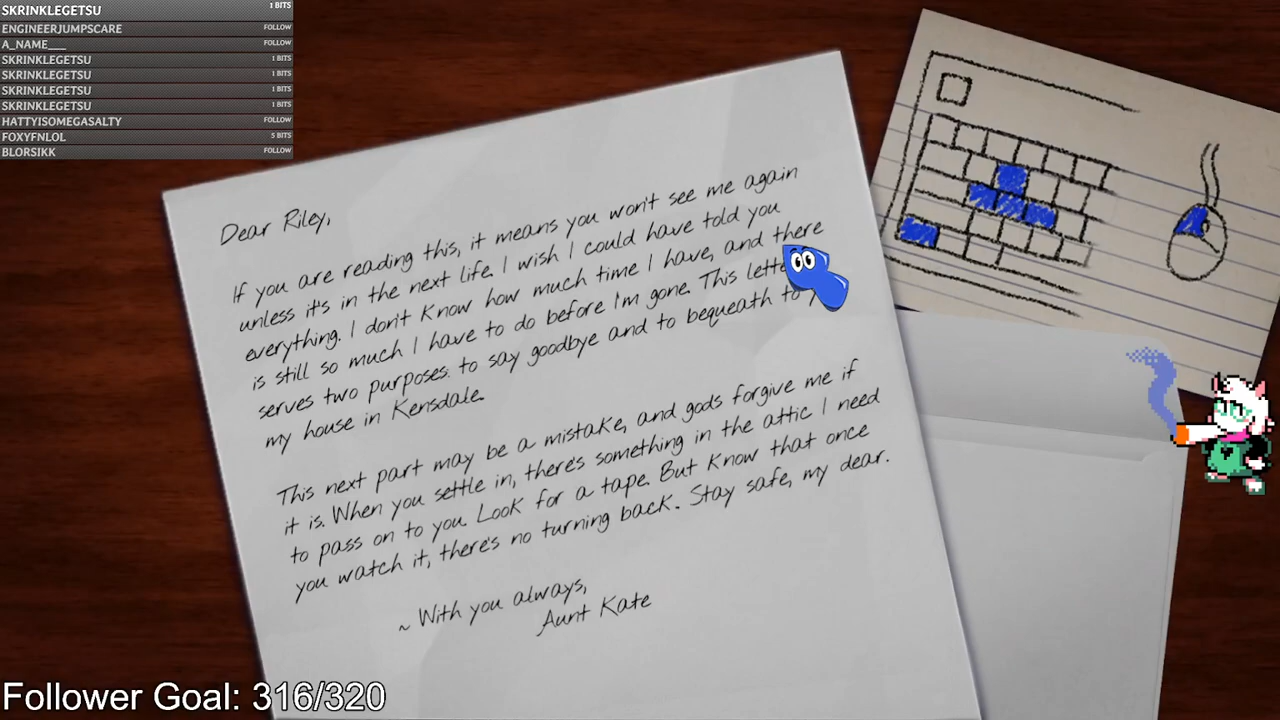 SKRINKLEGETSU 1 BITS
ENGINEERJUMPSCARE FOLLOW
A_NAME___ FOLLOW
SKRINKLEGETSU 1 BITS
SKRINKLEGETSU 1 BITS
SKRINKLEGETSU 1 BITS
SKRINKLEGETSU 1 BITS
HATTYISOMEGASALTY FOLLOW
FOXYFNLOL 5 BITS
BLORSIKK FOLLOW
Dear Riley,
If you are reading this, it means you won't see me again
unless it's in the next life. I wish I could have told you
everything. I don't know how much time I have, and there
is still so much I have to do before I'm gone. This
serves two purposes: to say goodbye and to bequeath to
my house in Kensdale.
This next part may be a mistake, and gods forgive me if
it is. When you settle in, there's something in the attic I need
to pass on to you. Look for a tape. But know that once
you watch it, there's no turning back. Stay safe, my dear.
~ With you always,
Aunt Kate
Follower Goal: 316/320